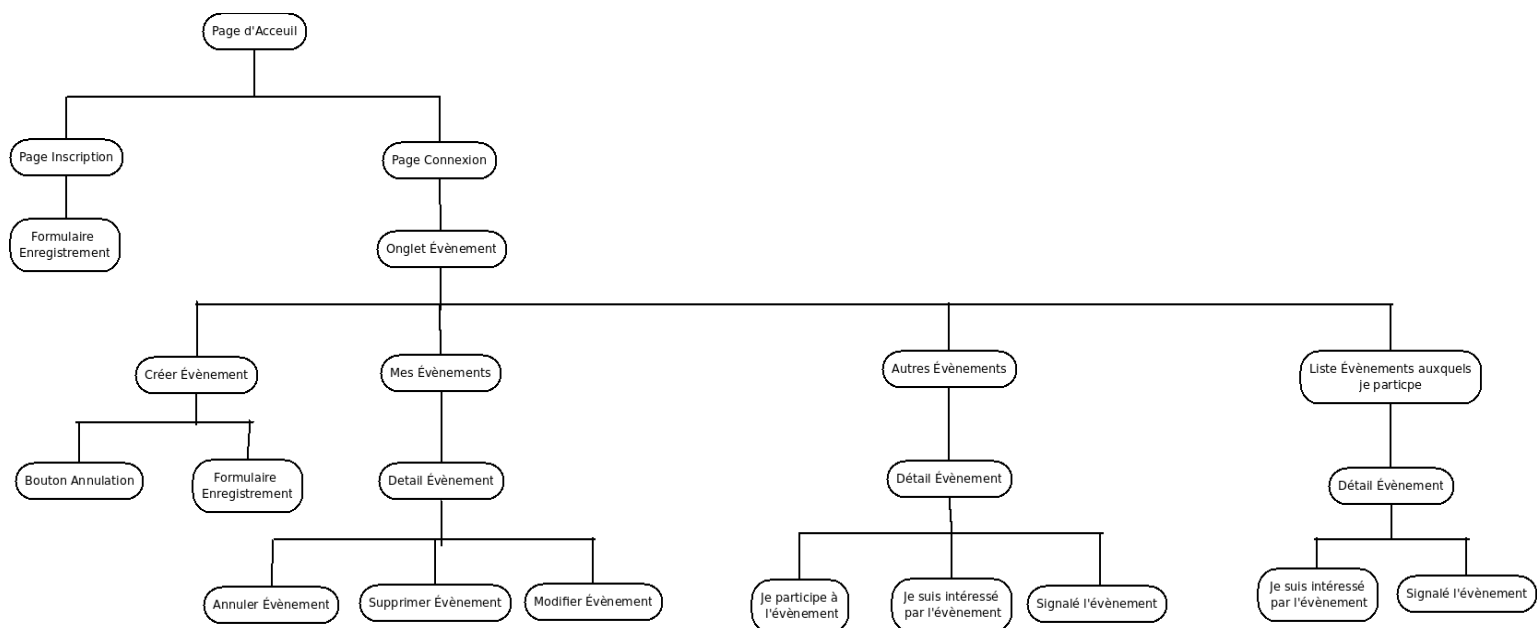 Page d'Acceuil
Page Inscription
Page Connexion
Formulaire
Enregistrement
Onglet Évènement
Créer Évènement
Mes Évènements
Autres Évènements
Liste Évènements auxquels
je particpe
Bouton Annulation
Formulaire
Enregistrement
Detail Évènement
Détail Évènement
Détail Évènement
Annuler Évènement
Supprimer Évènement
Modifier Évènement
Je participe à
l'évènement
Je suis intéressé
par l'évènement
Signalé l'évènement
Je suis intéressé
par l'évènement
Signalé l'évènement